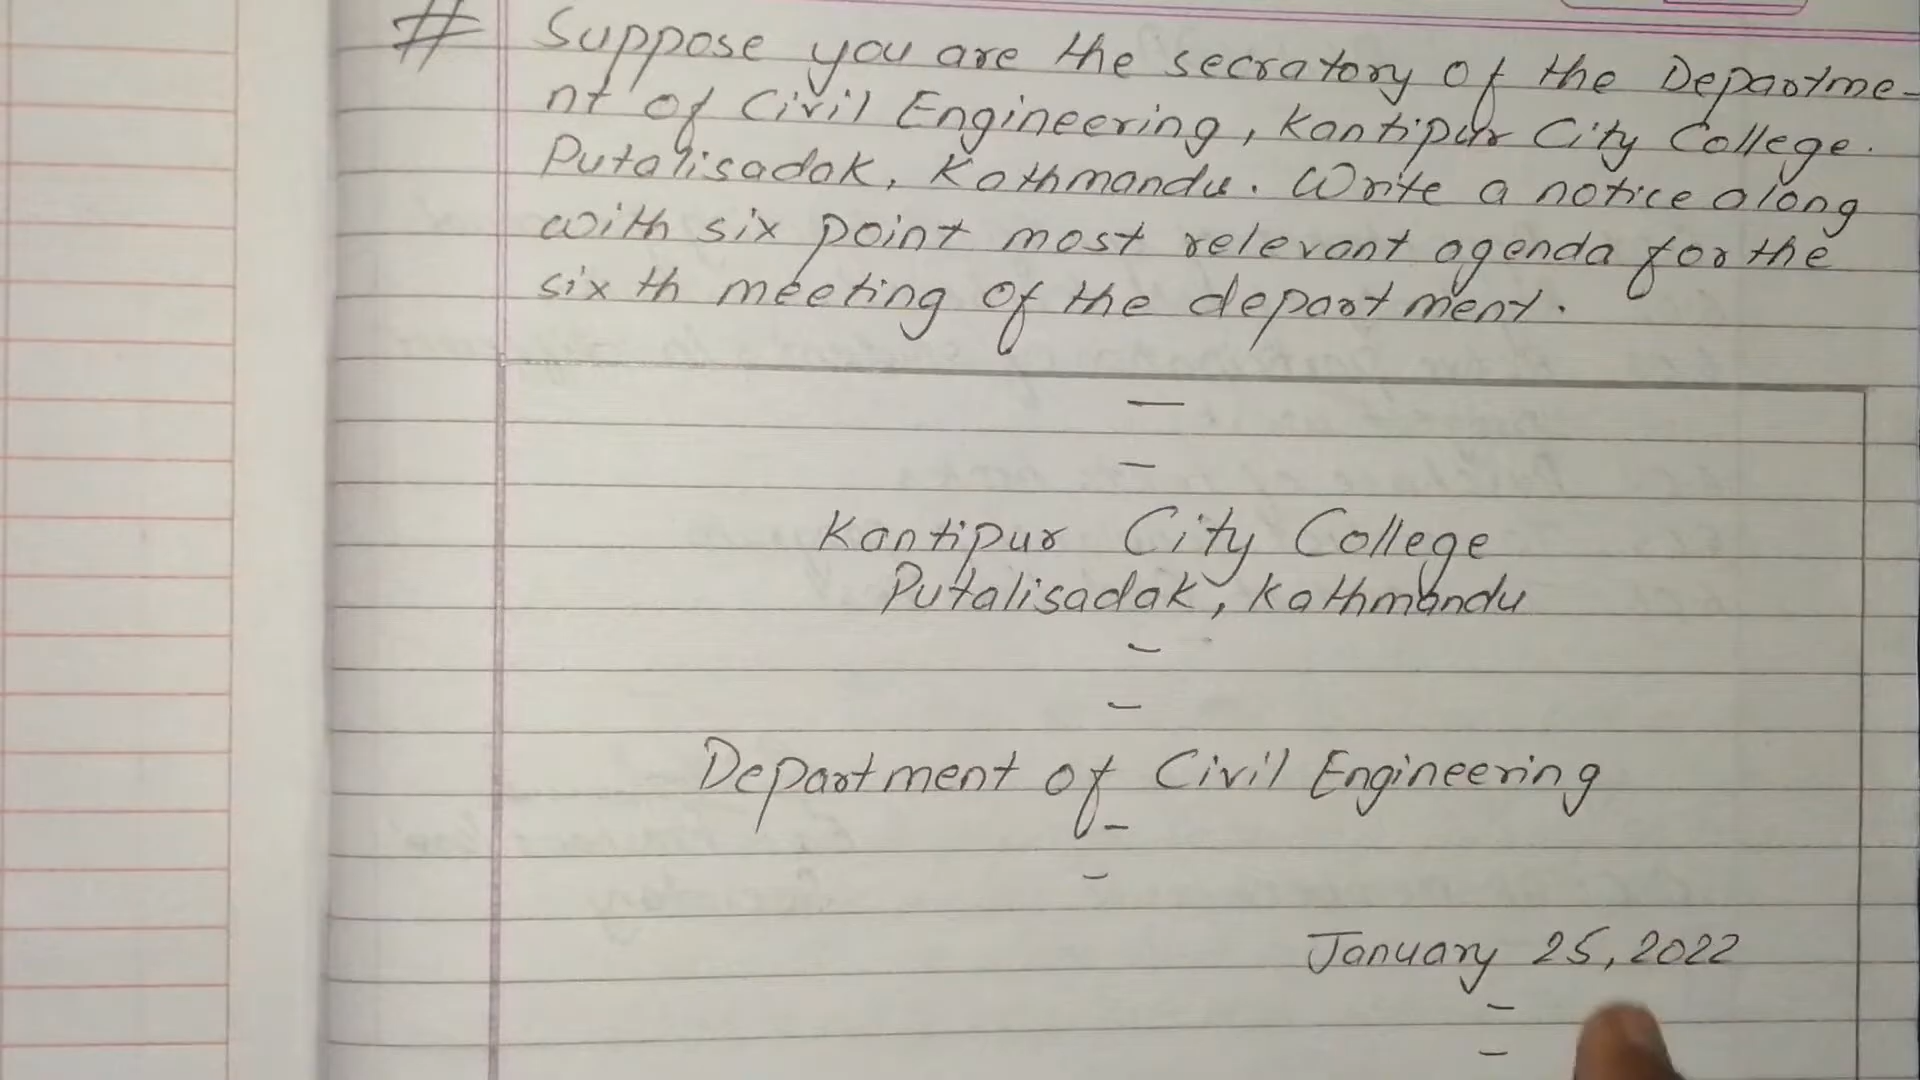 # Suppose you are the secratory of the Departme-
nt of Civil Engineering, Kantipur City College.
Putalisadak, Kathmandu. Write a notice along
with six point most relevant agenda for the
six th meeting of the department.
Kantipur City College
Putalisadak, Kathmandu
Department of Civil Engineering
January 25, 2022